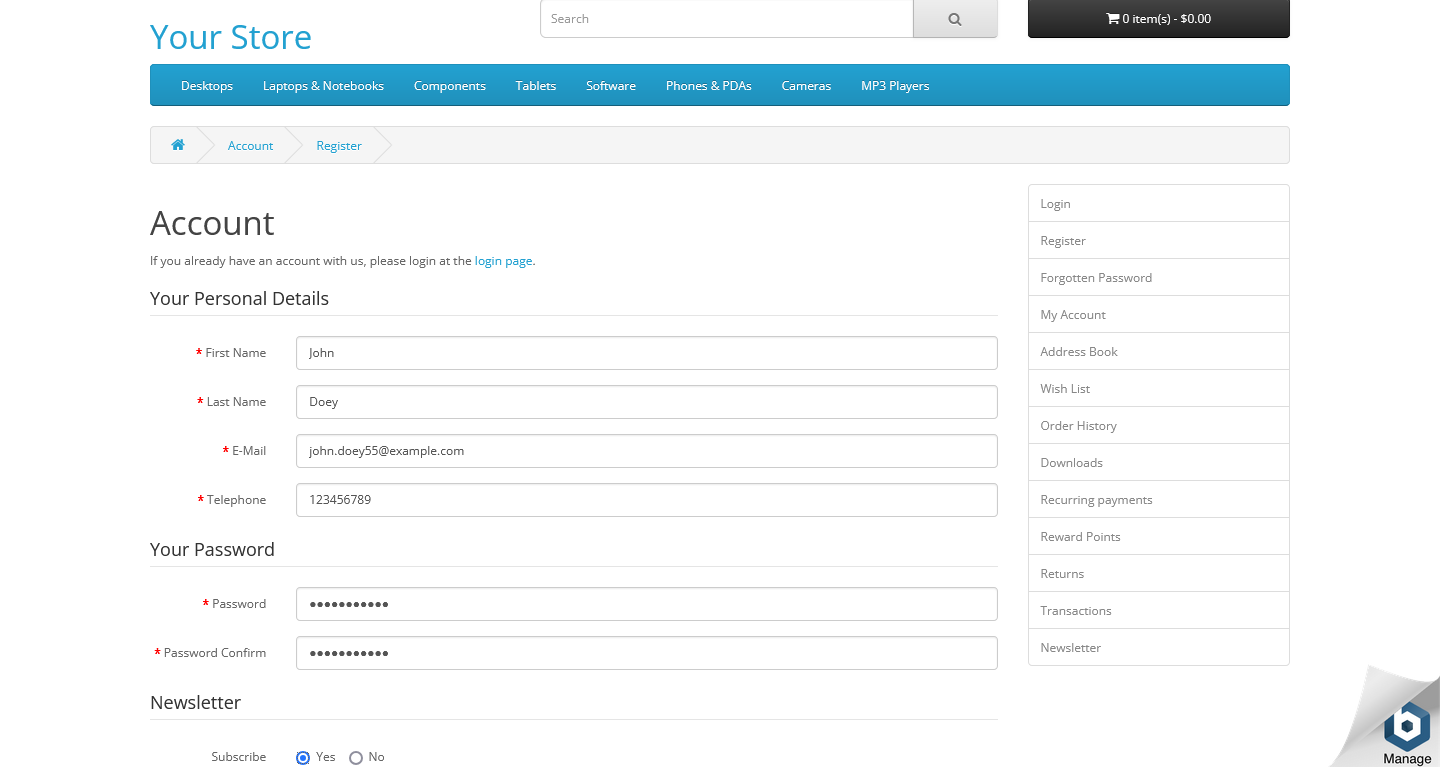 Your Store
Search
0 item(s) - $0.00
Desktops Laptops & Notebooks Components Tablets Software Phones & PDAs Cameras MP3 Players
Account Register
Account
If you already have an account with us, please login at the login page.
Your Personal Details
* First Name John
* Last Name Doey
* E-Mail john.doey55@example.com
* Telephone 123456789
Your Password
* Password •••••••••••
* Password Confirm •••••••••••
Newsletter
Subscribe Yes No
Login
Register
Forgotten Password
My Account
Address Book
Wish List
Order History
Downloads
Recurring payments
Reward Points
Returns
Transactions
Newsletter
Manage